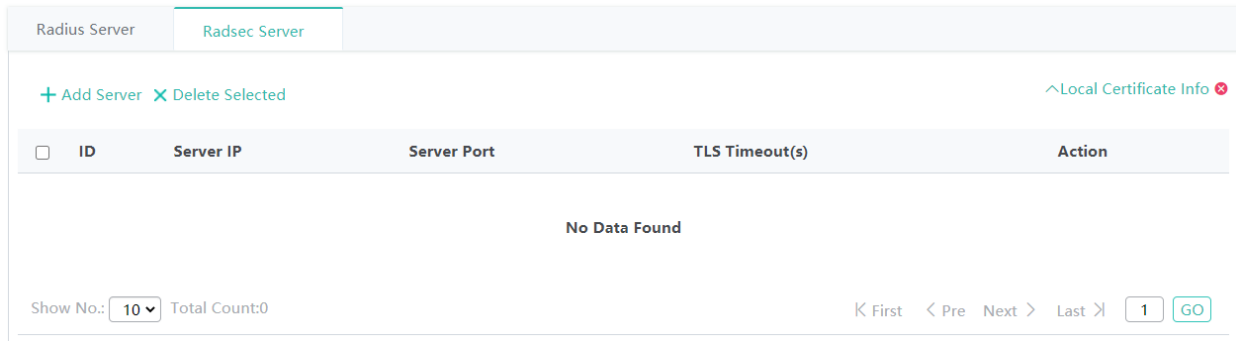 Radius Server Radsec Server
Add Server Delete Selected Local Certificate Info
ID Server IP Server Port TLS Timeout(s) Action
No Data Found
Show No.: 10 Total Count:0 First Pre Next Last 1 GO